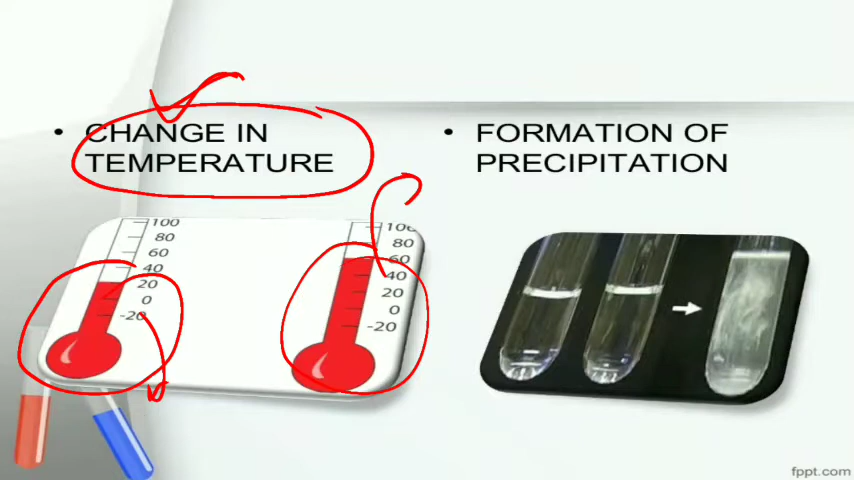 • CHANGE IN
TEMPERATURE
• FORMATION OF
PRECIPITATION
100
80
60
40
20
0
-20
100
80
60
40
20
0
-20
fppt.com